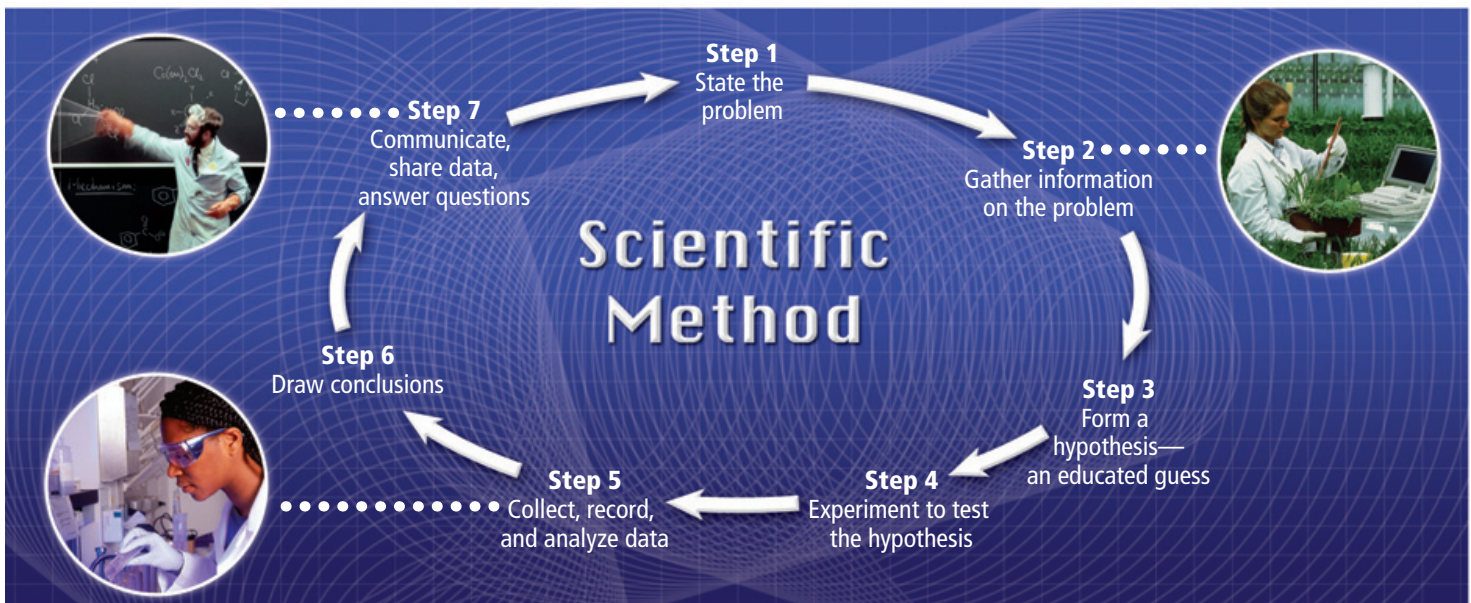 Step 1
State the
problem
Step 2
Gather information
on the problem
Step 3
Form a
hypothesis—
an educated guess
Step 4
Experiment to test
the hypothesis
Step 5
Collect, record,
and analyze data
Step 6
Draw conclusions
Step 7
Communicate,
share data,
answer questions
Scientific
Method